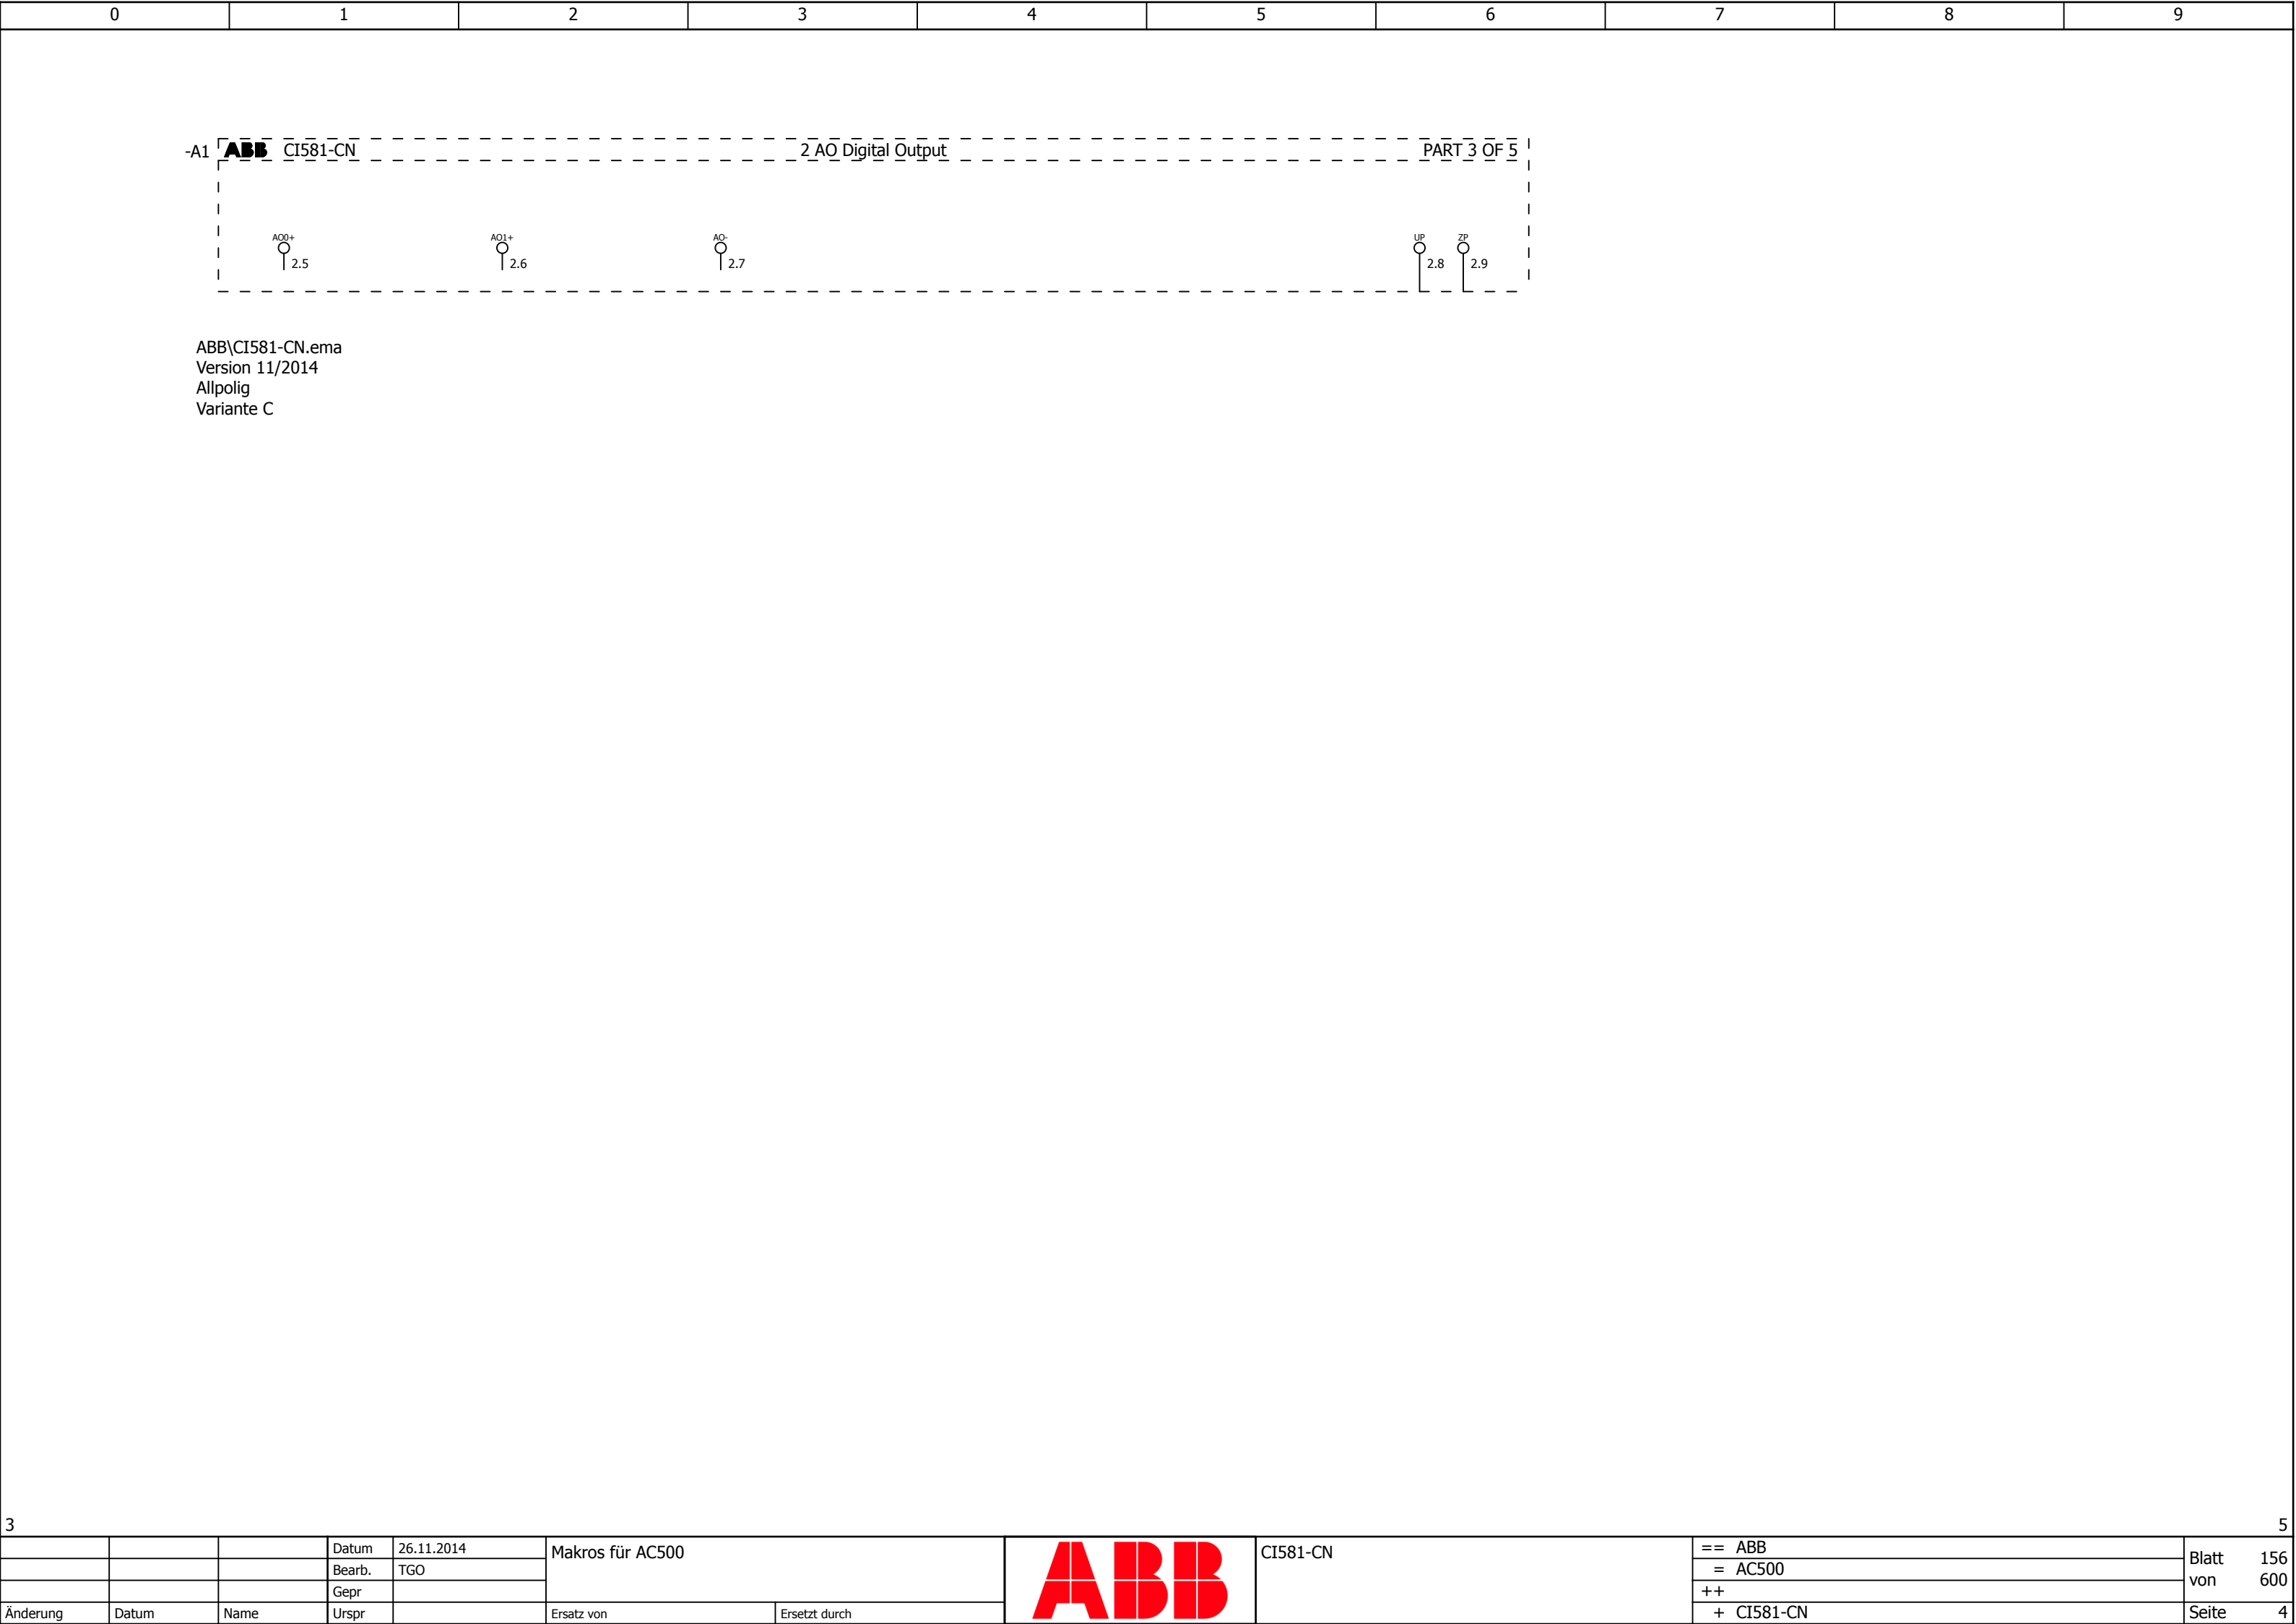 0 1 2 3 4 5 6 7 8 9
-A1 ABB CI581-CN 2 AO Digital Output PART 3 OF 5
AO0+ AO1+ AO- UP ZP
2.5 2.6 2.7 2.8 2.9
ABB\CI581-CN.ema
Version 11/2014
Allpolig
Variante C
3 5
Datum 26.11.2014 Makros für AC500 ABB CI581-CN == ABB Blatt 156
Bearb. TGO = AC500 von 600
Gepr ++
Änderung Datum Name Urspr Ersatz von Ersetzt durch + CI581-CN Seite 4